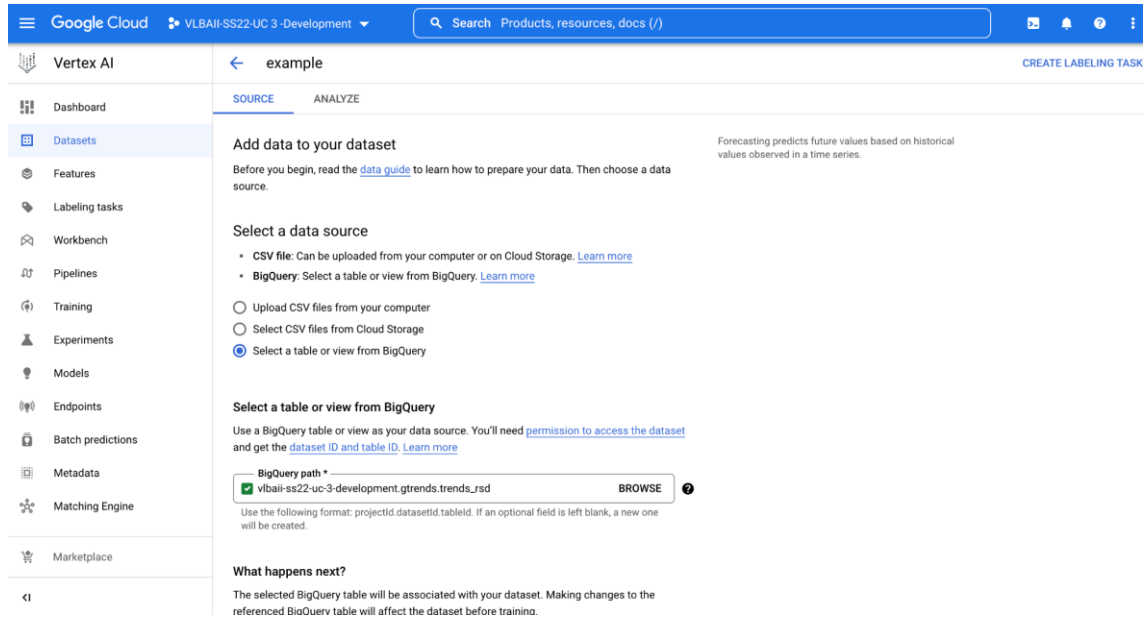 Google Cloud VLBAII-SS22-UC 3 -Development Search Products, resources, docs (/)
Vertex AI
example
CREATE LABELING TASK
Dashboard
Datasets
Features
Labeling tasks
Workbench
Pipelines
Training
Experiments
Models
Endpoints
Batch predictions
Metadata
Matching Engine
Marketplace
SOURCE ANALYZE
Add data to your dataset
Before you begin, read the data guide to learn how to prepare your data. Then choose a data
source.
Select a data source
• CSV file: Can be uploaded from your computer or on Cloud Storage. Learn more
• BigQuery: Select a table or view from BigQuery. Learn more
Upload CSV files from your computer
Select CSV files from Cloud Storage
Select a table or view from BigQuery
Select a table or view from BigQuery
Use a BigQuery table or view as your data source. You'll need permission to access the dataset
and get the dataset ID and table ID. Learn more
BigQuery path *
vlbaii-ss22-uc-3-development.gtrends.trends_rsd BROWSE
Use the following format: projectId.datasetId.tableId. If an optional field is left blank, a new one
will be created.
What happens next?
The selected BigQuery table will be associated with your dataset. Making changes to the
referenced BigQuery table will affect the dataset before training.
Forecasting predicts future values based on historical
values observed in a time series.